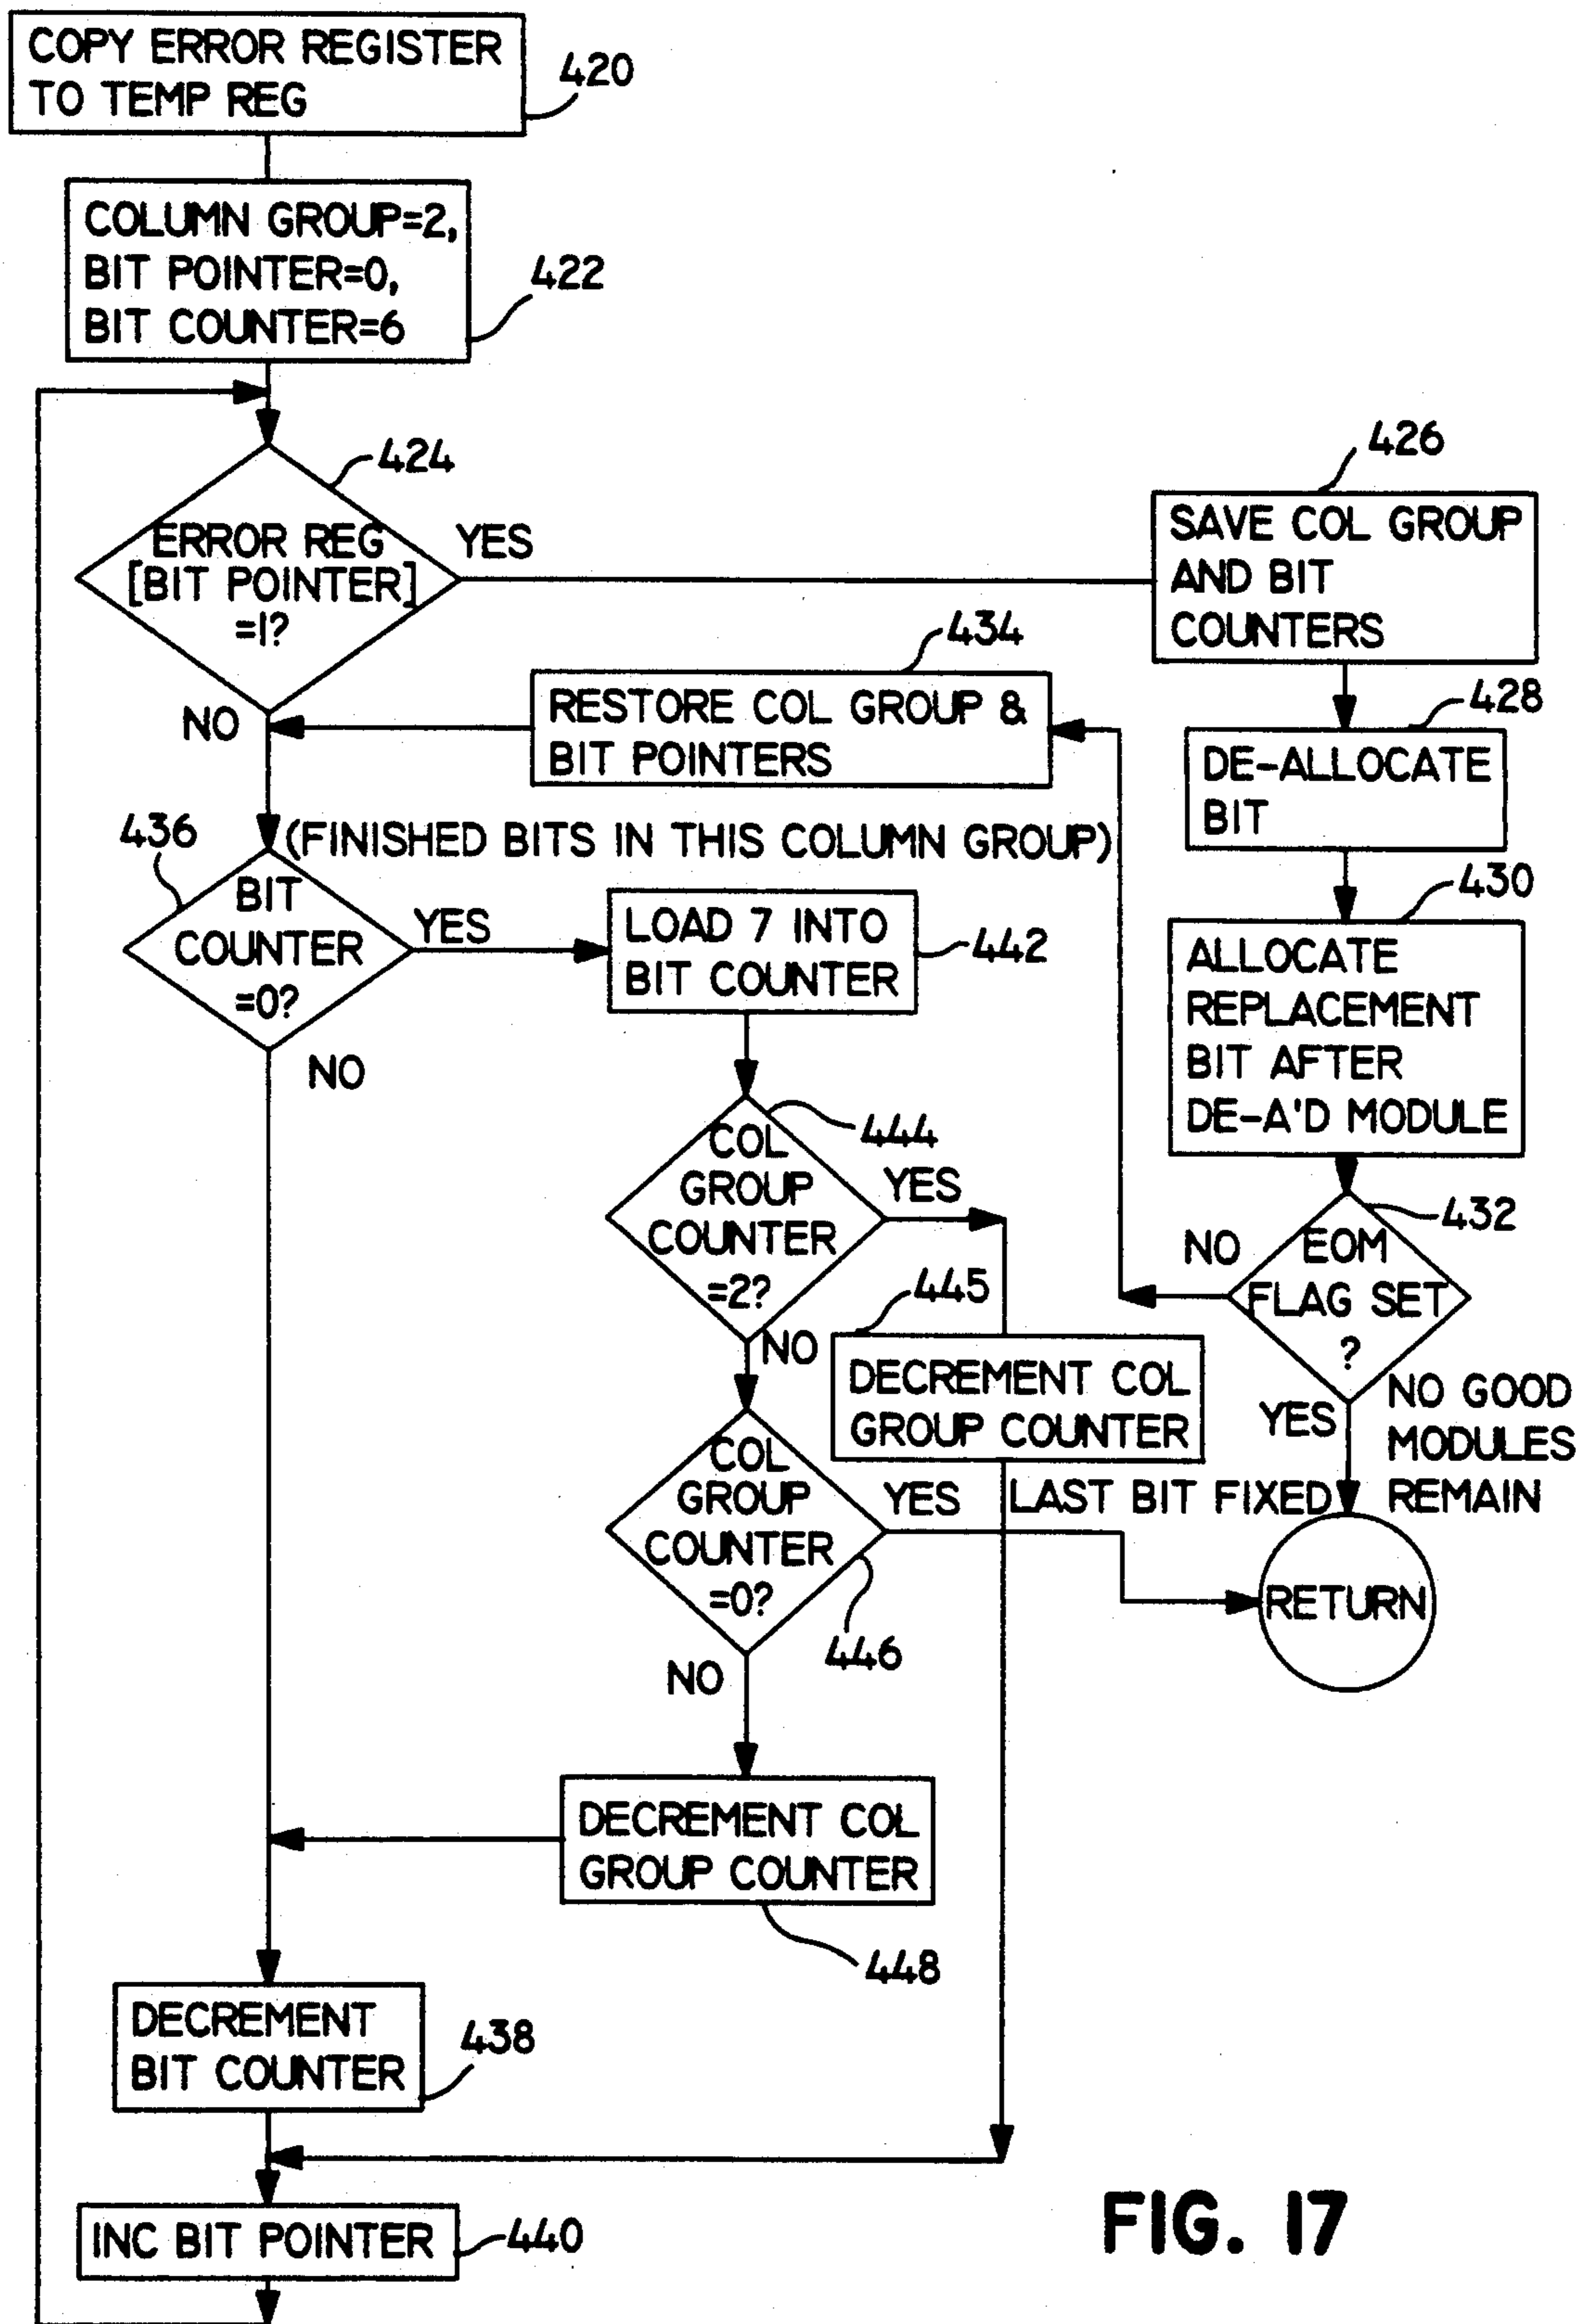 COPY ERROR REGISTER
TO TEMP REG
420
COLUMN GROUP=2,
BIT POINTER=0,
BIT COUNTER=6
422
424
ERROR REG
[BIT POINTER]
=1?
YES
NO
426
SAVE COL GROUP
AND BIT
COUNTERS
428
DE-ALLOCATE
BIT
430
ALLOCATE
REPLACEMENT
BIT AFTER
DE-A'D MODULE
432
EOM
FLAG SET
?
NO
YES
NO GOOD
MODULES
REMAIN
434
RESTORE COL GROUP &
BIT POINTERS
436
(FINISHED BITS IN THIS COLUMN GROUP)
BIT
COUNTER
=0?
YES
NO
LOAD 7 INTO
BIT COUNTER
442
444
COL
GROUP
COUNTER
=2?
YES
NO
445
DECREMENT COL
GROUP COUNTER
COL
GROUP
COUNTER
=0?
446
YES
LAST BIT FIXED
NO
RETURN
DECREMENT COL
GROUP COUNTER
448
DECREMENT
BIT COUNTER
438
INC BIT POINTER
440
FIG. 17